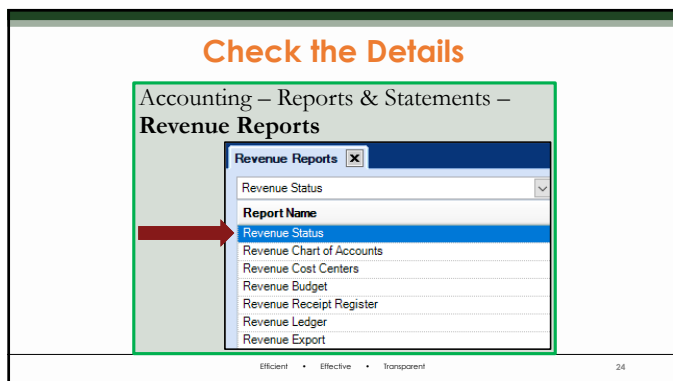 Check the Details
Accounting – Reports & Statements –
Revenue Reports
Revenue Reports X
Revenue Status
Report Name
Revenue Status
Revenue Chart of Accounts
Revenue Cost Centers
Revenue Budget
Revenue Receipt Register
Revenue Ledger
Revenue Export
Efficient • Effective • Transparent 24